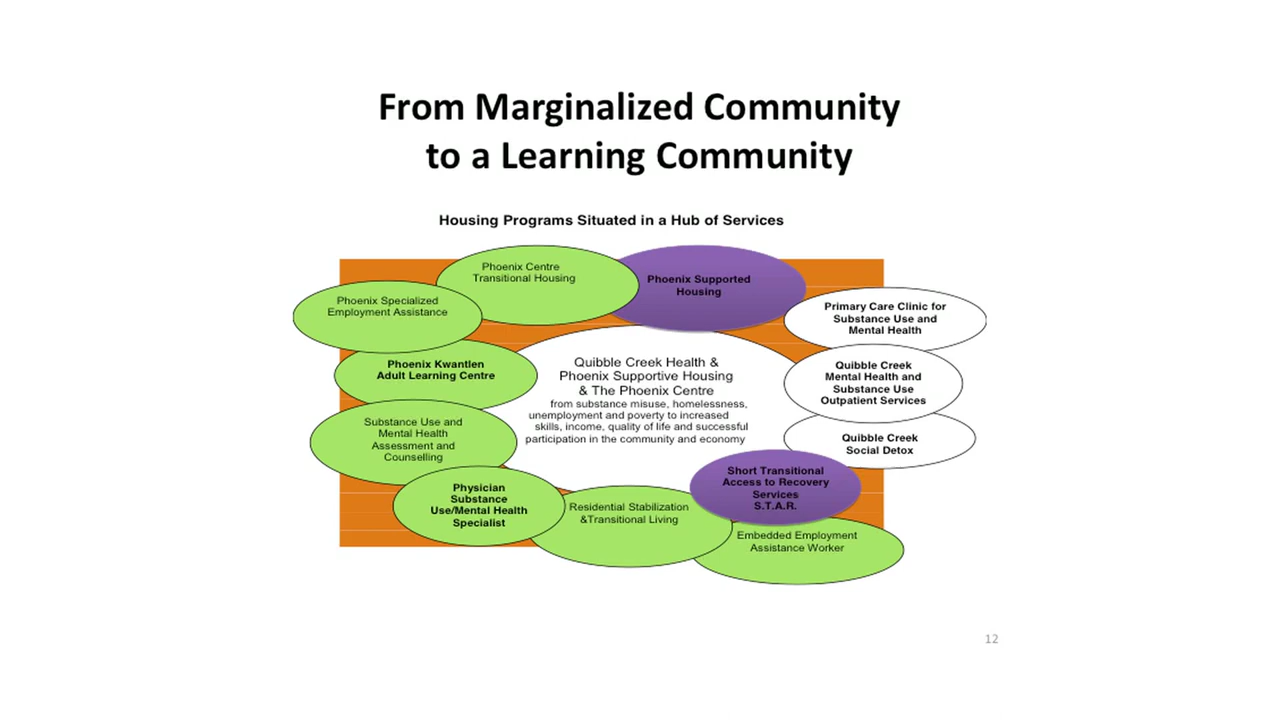 From Marginalized Community
to a Learning Community
Housing Programs Situated in a Hub of Services
Phoenix Centre
Transitional Housing
Phoenix Supported
Housing
Phoenix Specialized
Employment Assistance
Primary Care Clinic for
Substance Use and
Mental Health
Phoenix Kwantlen
Adult Learning Centre
Quibble Creek Health &
Phoenix Supportive Housing
& The Phoenix Centre
from substance misuse, homelessness,
unemployment and poverty to increased
skills, income, quality of life and successful
participation in the community and economy
Quibble Creek
Mental Health and
Substance Use
Outpatient Services
Substance Use and
Mental Health
Assessment and
Counselling
Quibble Creek
Social Detox
Short Transitional
Access to Recovery
Services
S.T.A.R.
Physician
Substance
Use/Mental Health
Specialist
Residential Stabilization
&Transitional Living
Embedded Employment
Assistance Worker
12